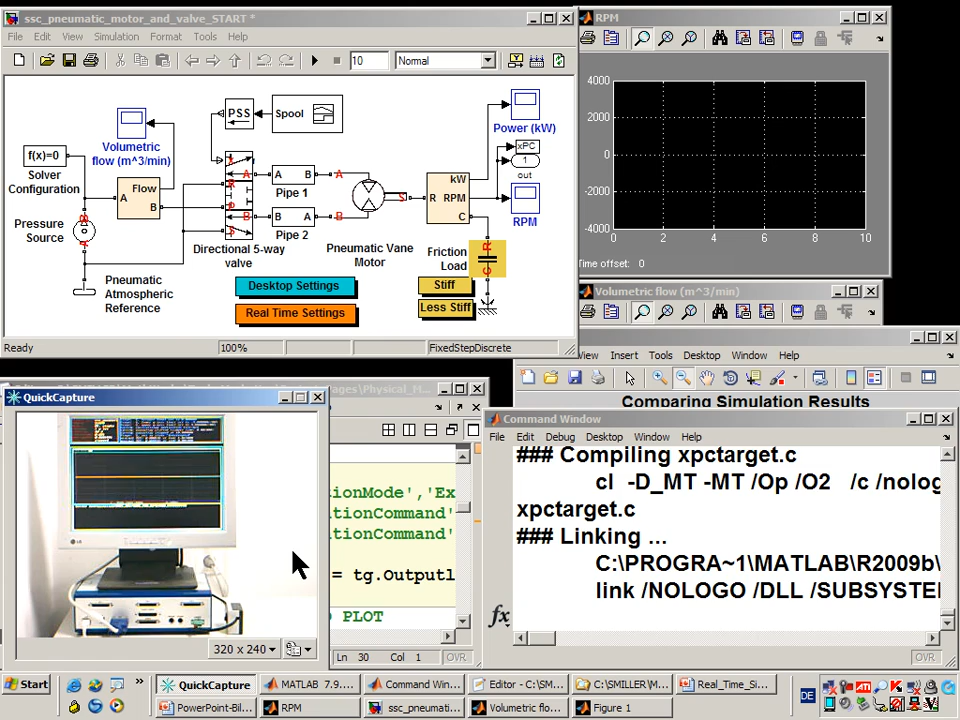 ssc_pneumatic_motor_and_valve_START *
File Edit View Simulation Format Tools Help
10
Normal
PSS
Spool
Volumetric
flow (m^3/min)
f(x)=0
Solver
Configuration
Flow
A
B
Pressure
Source
B
A
A
R
P
B
S
A B
Pipe 1
B A
Pipe 2
Directional 5-way
valve
A
B
S
Pneumatic Vane
Motor
kW
R RPM
C
Power (kW)
xPC
1
out
RPM
Friction
Load
R
C
Pneumatic
Atmospheric
Reference
Desktop Settings
Real Time Settings
Stiff
Less Stiff
Ready
100%
FixedStepDiscrete
RPM
4000
2000
0
-2000
-4000
0 2 4 6 8 10
Time offset: 0
Volumetric flow (m^3/min)
View Insert Tools Desktop Window Help
Comparing Simulation Results
QuickCapture
320 x 240
ages\Physical_M...
tionMode','Ex
tionCommand'
tionCommand'
= tg.Outputl
PLOT
Ln 30 Col 1
OVR
Command Window
File Edit Debug Desktop Window Help
### Compiling xpctarget.c
cl -D_MT -MT /Op /O2 /c /nolog
xpctarget.c
### Linking ...
C:\PROGRA~1\MATLAB\R2009b\
link /NOLOGO /DLL /SUBSYSTE
fx
OVR
Start
QuickCapture
MATLAB 7.9....
Command Win...
Editor - C:\SM...
C:\SMILLER\M...
Real_Time_Si...
PowerPoint-Bil...
RPM
ssc_pneumati...
Volumetric flo...
Figure 1
DE